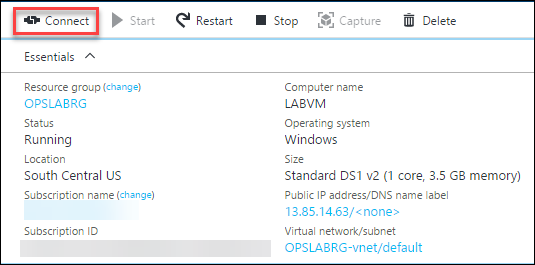 Connect Start Restart Stop Capture Delete
Essentials
Resource group (change)
OPSLABRG
Status
Running
Location
South Central US
Subscription name (change)
Subscription ID
Computer name
LABVM
Operating system
Windows
Size
Standard DS1 v2 (1 core, 3.5 GB memory)
Public IP address/DNS name label
13.85.14.63/<none>
Virtual network/subnet
OPSLABRG-vnet/default